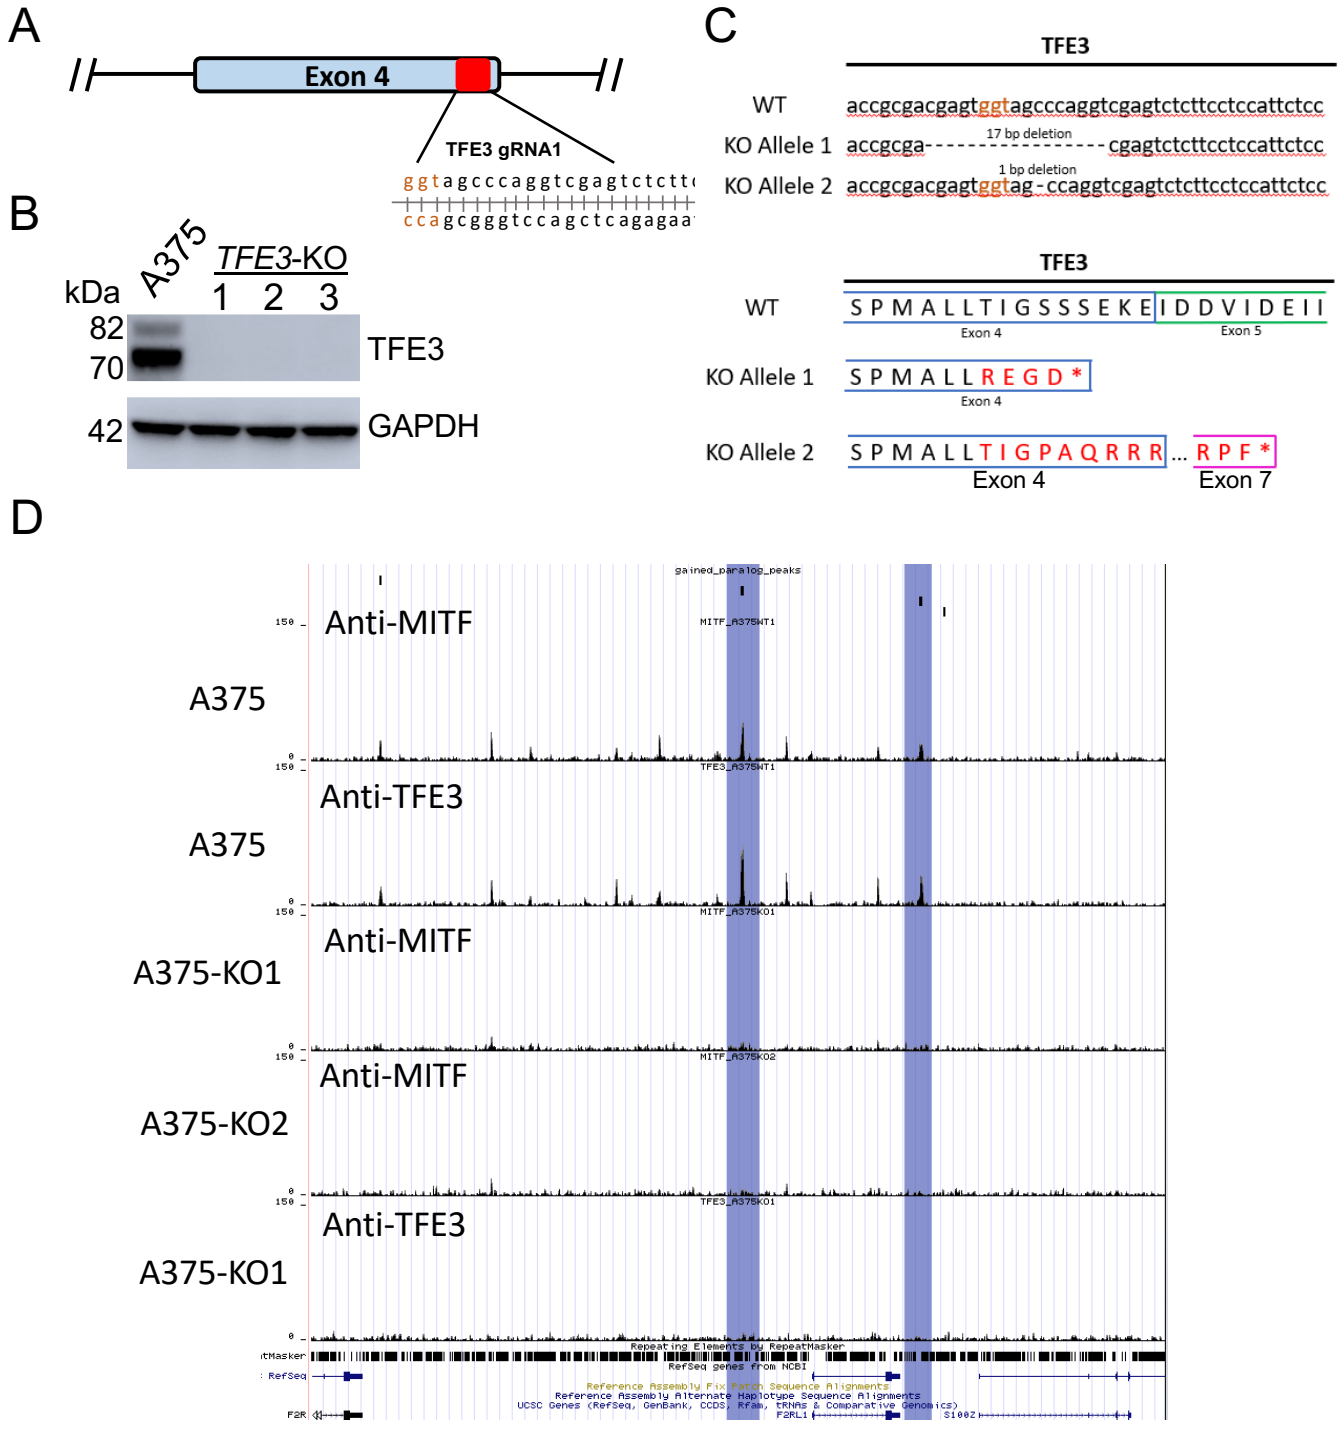 A
Exon 4
TFE3 gRNA1
ggtagcccaggtcgagtctctt
ccagcgggtccagctcagagaa
B
A375
TFE3-KO
kDa
1 2 3
82
70
TFE3
42
GAPDH
C
TFE3
WT accgcgacgagtggtagcccaggtcgagtctcttcctccattctcc
17 bp deletion
KO Allele 1 accgcga------------------cgagtctcttcctccattctcc
1 bp deletion
KO Allele 2 accgcgacgagtggtag-ccaggtcgagtctcttcctccattctcc
TFE3
WT S P M A L L T I G S S S E K E I D D V I D E I I
Exon 4 Exon 5
KO Allele 1 S P M A L L R E G D *
Exon 4
KO Allele 2 S P M A L L T I G P A Q R R R ... R P F *
Exon 4 Exon 7
D
gained_paralog_peaks
150
Anti-MITF
MITF_A375WT1
A375
0
150
TFE3_A375WT1
Anti-TFE3
A375
0
150
MITF_A375KO1
Anti-MITF
A375-KO1
0
150
MITF_A375KO2
Anti-MITF
A375-KO2
0
150
TFE3_A375KO1
Anti-TFE3
A375-KO1
0
Repeating Elements by RepeatMasker
tMasker
RefSeq genes from NCBI
: RefSeq
Reference Assembly Fix Patch Sequence Alignments
Reference Assembly Alternate Haplotype Sequence Alignments
UCSC Genes (RefSeq, GenBank, CCDS, Rfam, tRNAs & Comparative Genomics)
F2R F2RL1 S100Z